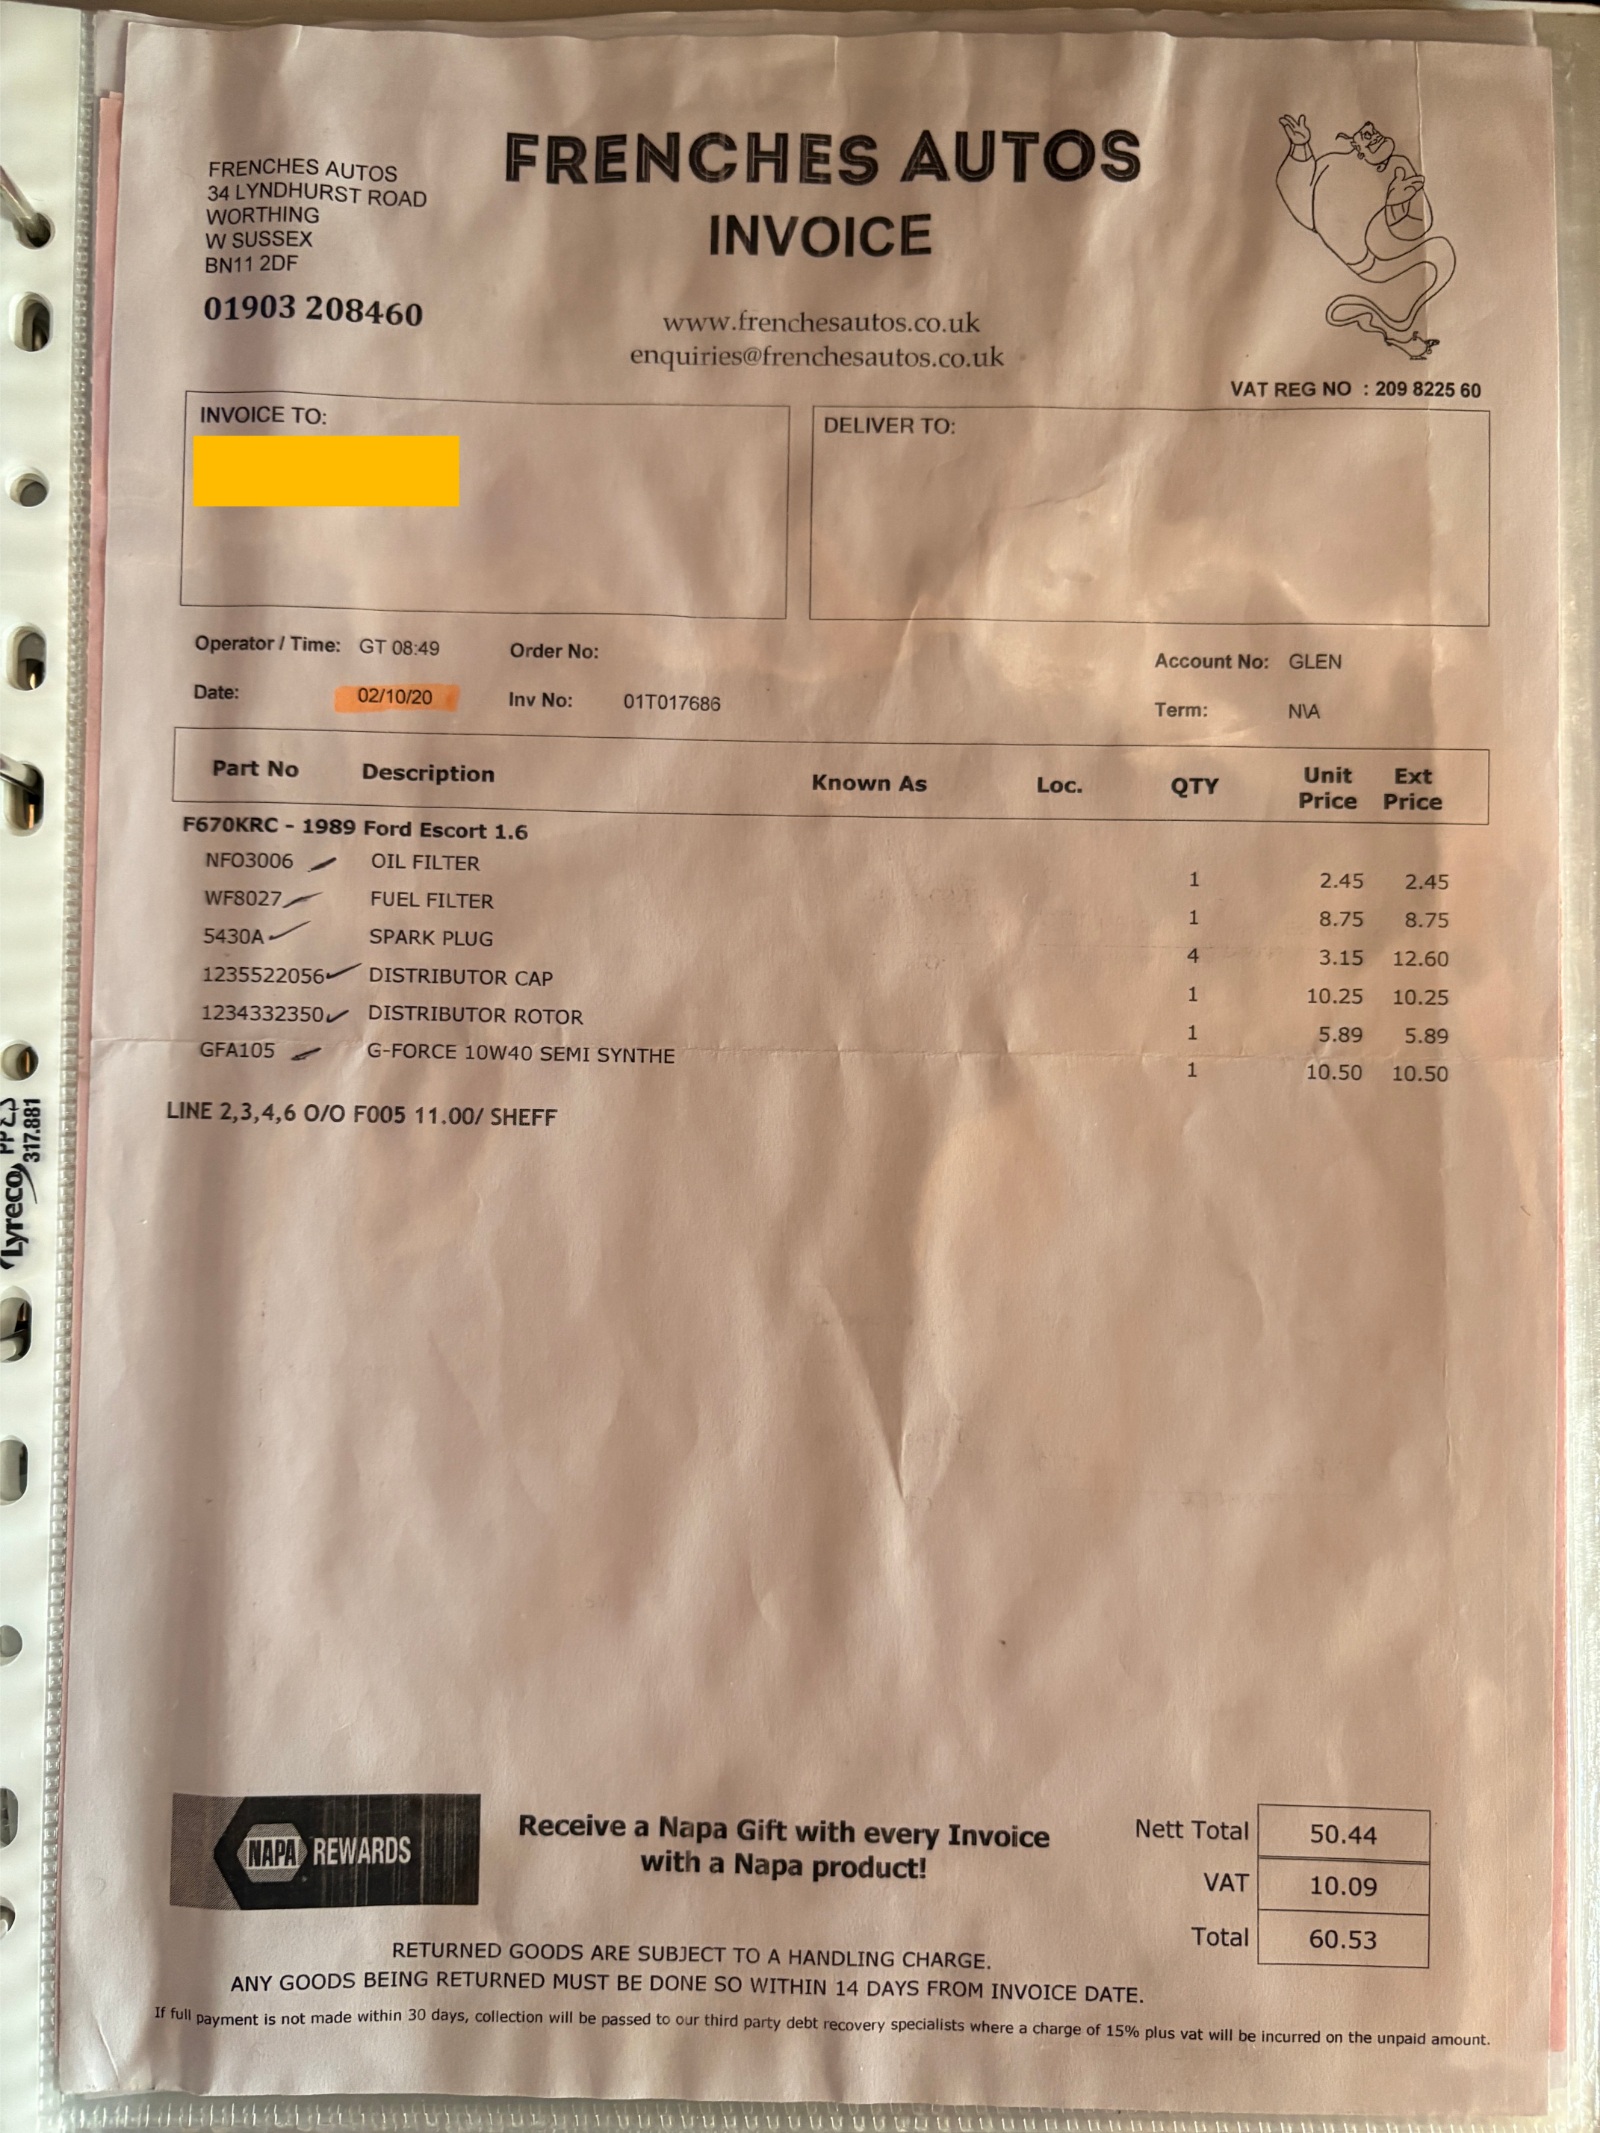 FRENCHES AUTOS
INVOICE
FRENCHES AUTOS
34 LYNDHURST ROAD
WORTHING
W SUSSEX
BN11 2DF
01903 208460
www.frenchesautos.co.uk
enquiries@frenchesautos.co.uk
VAT REG NO : 209 8225 60
INVOICE TO:
DELIVER TO:
Operator / Time: GT 08:49 Order No: Account No: GLEN
Date: 02/10/20 Inv No: 01T017686 Term: N\A
Part No Description Known As Loc. QTY Unit Price Ext Price
F670KRC - 1989 Ford Escort 1.6
NFO3006 OIL FILTER 1 2.45 2.45
WF8027 FUEL FILTER 1 8.75 8.75
5430A SPARK PLUG 4 3.15 12.60
1235522056 DISTRIBUTOR CAP 1 10.25 10.25
1234332350 DISTRIBUTOR ROTOR 1 5.89 5.89
GFA105 G-FORCE 10W40 SEMI SYNTHE 1 10.50 10.50
LINE 2,3,4,6 O/O F005 11.00/ SHEFF
Lyreco PPES
317.881
NAPA REWARDS
Receive a Napa Gift with every Invoice
with a Napa product!
Nett Total 50.44
VAT 10.09
Total 60.53
RETURNED GOODS ARE SUBJECT TO A HANDLING CHARGE.
ANY GOODS BEING RETURNED MUST BE DONE SO WITHIN 14 DAYS FROM INVOICE DATE.
If full payment is not made within 30 days, collection will be passed to our third party debt recovery specialists where a charge of 15% plus vat will be incurred on the unpaid amount.